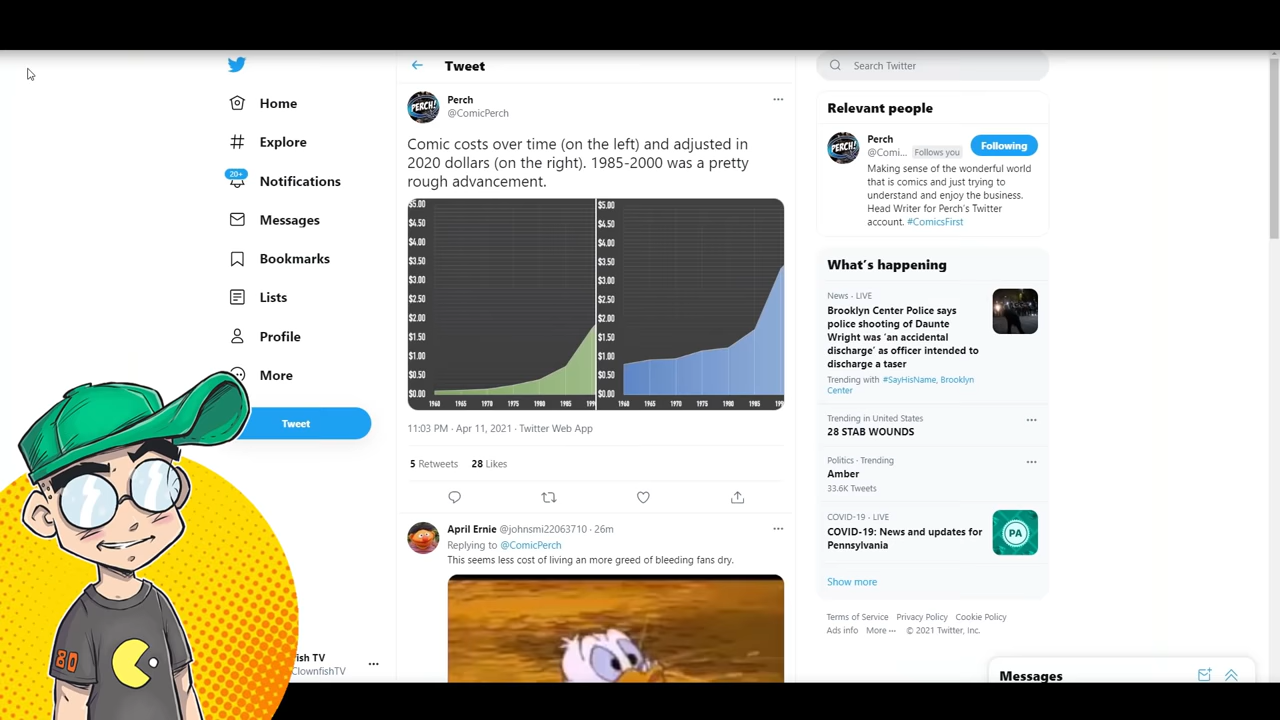 Home
Explore
20+
Notifications
Messages
Bookmarks
Lists
Profile
More
Tweet
fish TV
ClownfishTV
80
Tweet
PERCH!
Perch
@ComicPerch
Comic costs over time (on the left) and adjusted in
2020 dollars (on the right). 1985-2000 was a pretty
rough advancement.
$5.00
$4.50
$4.00
$3.50
$3.00
$2.50
$2.00
$1.50
$1.00
$0.50
$0.00
1960 1965 1970 1975 1980 1985
$5.00
$4.50
$4.00
$3.50
$3.00
$2.50
$2.00
$1.50
$1.00
$0.50
$0.00
1960 1965 1970 1975 1980 1985
11:03 PM · Apr 11, 2021 · Twitter Web App
5 Retweets 28 Likes
April Ernie @johnsmi22063710 · 26m
Replying to @ComicPerch
This seems less cost of living an more greed of bleeding fans dry.
Search Twitter
Relevant people
PERCH!
Perch
@Comi... Follows you
Following
Making sense of the wonderful world
that is comics and just trying to
understand and enjoy the business.
Head Writer for Perch's Twitter
account. #ComicsFirst
What's happening
News · LIVE
Brooklyn Center Police says
police shooting of Daunte
Wright was 'an accidental
discharge' as officer intended to
discharge a taser
Trending with #SayHisName, Brooklyn
Center
Trending in United States
28 STAB WOUNDS
Politics · Trending
Amber
33.6K Tweets
COVID-19 · LIVE
COVID-19: News and updates for
Pennsylvania
PA
Show more
Terms of Service Privacy Policy Cookie Policy
Ads info More ··· © 2021 Twitter, Inc.
Messages